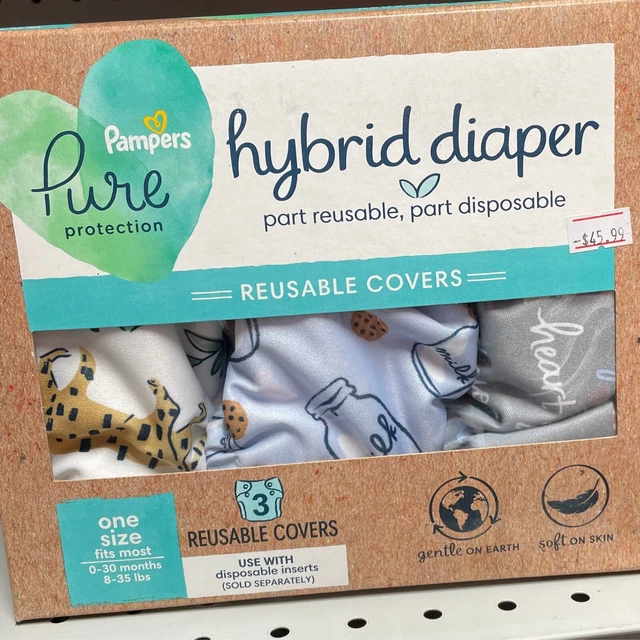 Pampers
Pure
protection
hybrid diaper
part reusable, part disposable
-$45.99
REUSABLE COVERS
milk
heart
one
size
fits most
0-30 months
8-35 lbs
3
REUSABLE COVERS
USE WITH
disposable inserts
(SOLD SEPARATELY)
gentle ON EARTH
soft ON SKIN